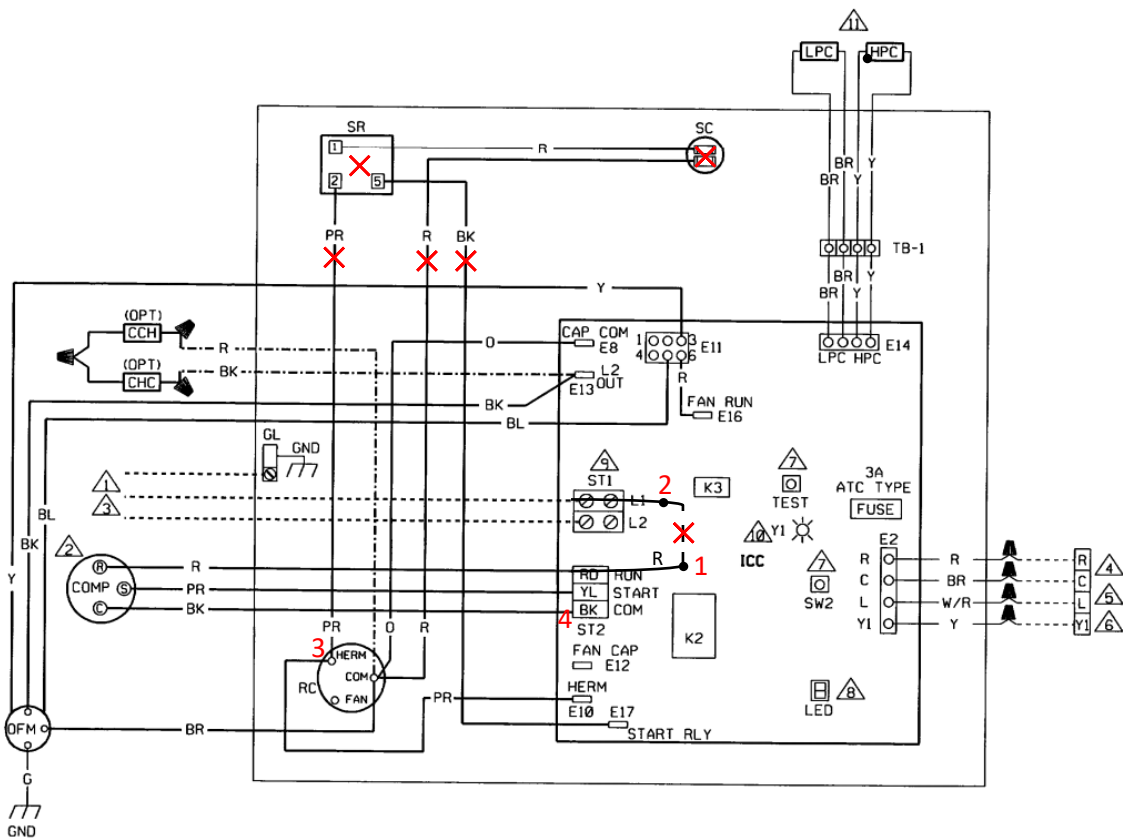 11
LPC
HPC
SR
SC
1
R
2
5
BR
Y
BR
Y
PR
R
BK
TB-1
BR
Y
BR
Y
Y
(OPT)
CCH
CAP COM
E8
1
3
4
6
E11
E14
LPC HPC
R
O
(OPT)
CHC
BK
L2
OUT
E13
R
BK
FAN RUN
E16
BL
GL
GND
9
ST1
2
7
3A
ATC TYPE
1
L1
K3
TEST
FUSE
3
L2
10
Y1
E2
BL
BK
2
R
1
ICC
7
R
R
R
4
R
R
RD
RUN
C
BR
C
5
COMP
S
PR
YL
START
SW2
L
W/R
L
C
BK
4
BK
COM
Y1
Y
Y1
6
Y
ST2
PR
O
R
K2
3
HERM
FAN CAP
E12
COM
RC
FAN
PR
HERM
E10
E17
8
LED
OFM
BR
START RLY
G
GND